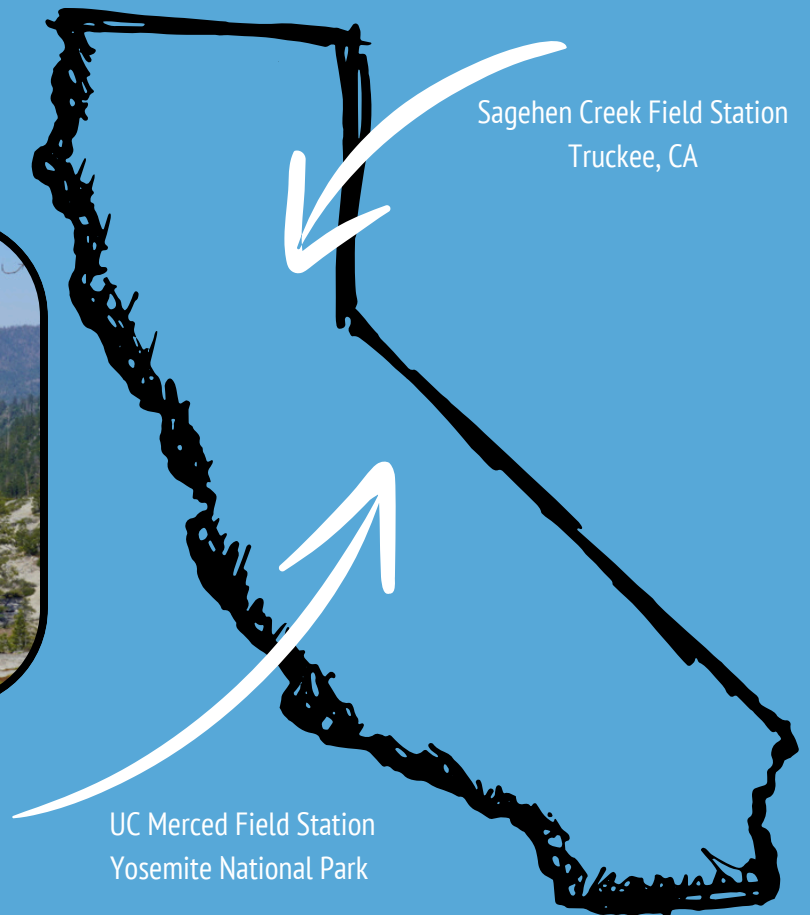 Sagehen Creek Field Station
Truckee, CA
UC Merced Field Station
Yosemite National Park